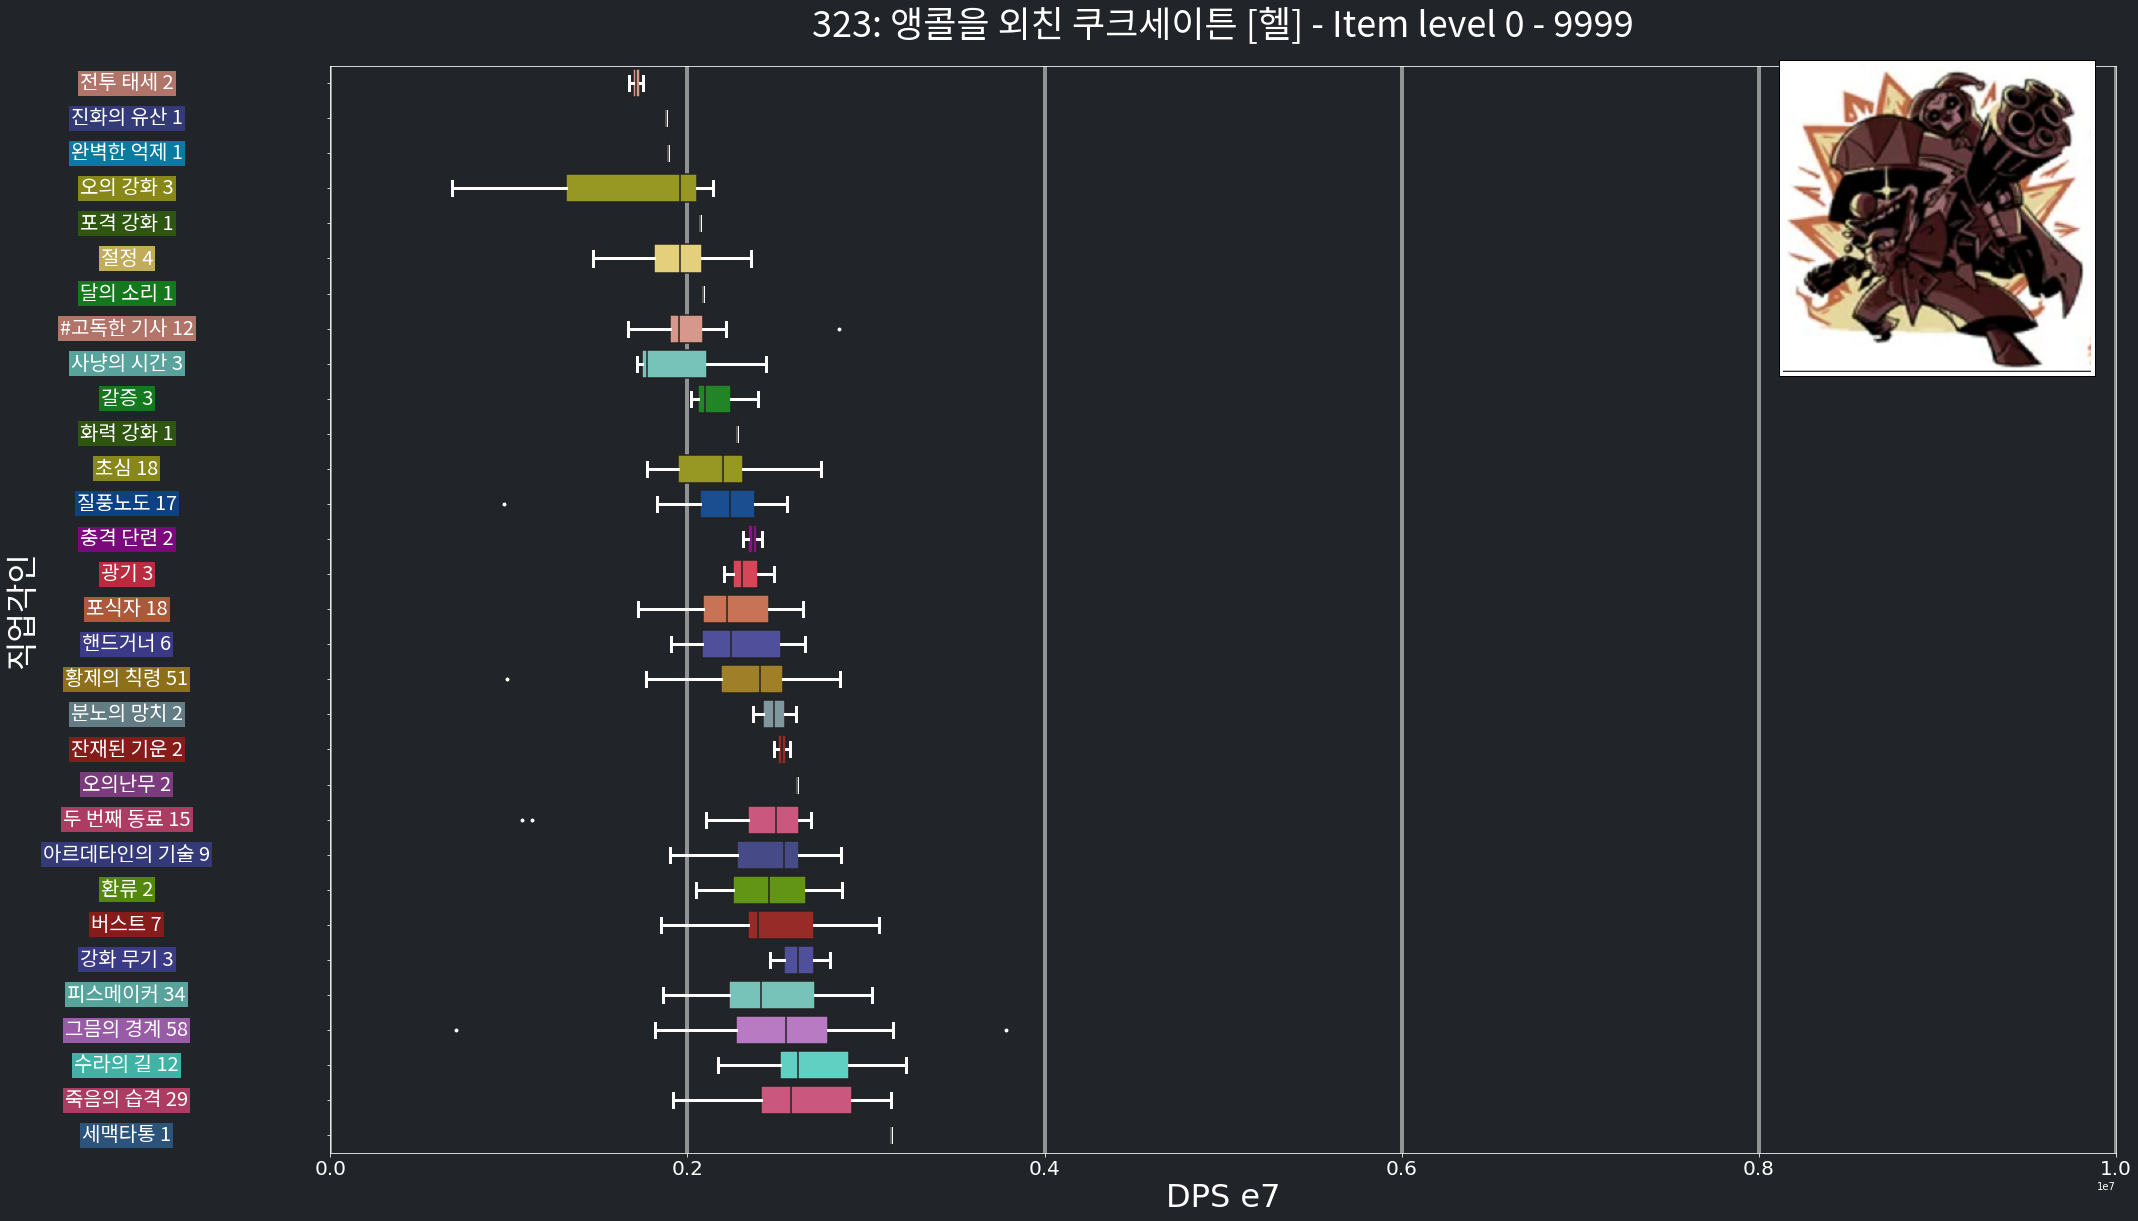 323: 앵콜을 외친 쿠크세이튼 [헬] - Item level 0 - 9999
직업각인
전투 태세 2
진화의 유산 1
완벽한 억제 1
오의 강화 3
포격 강화 1
절정 4
달의 소리 1
#고독한 기사 12
사냥의 시간 3
갈증 3
화력 강화 1
초심 18
질풍노도 17
충격 단련 2
광기 3
포식자 18
핸드거너 6
황제의 칙령 51
분노의 망치 2
잔재된 기운 2
오의난무 2
두 번째 동료 15
아르데타인의 기술 9
환류 2
버스트 7
강화 무기 3
피스메이커 34
그믐의 경계 58
수라의 길 12
죽음의 습격 29
세맥타통 1
0.0 0.2 0.4 0.6 0.8 1.0
1e7
DPS e7